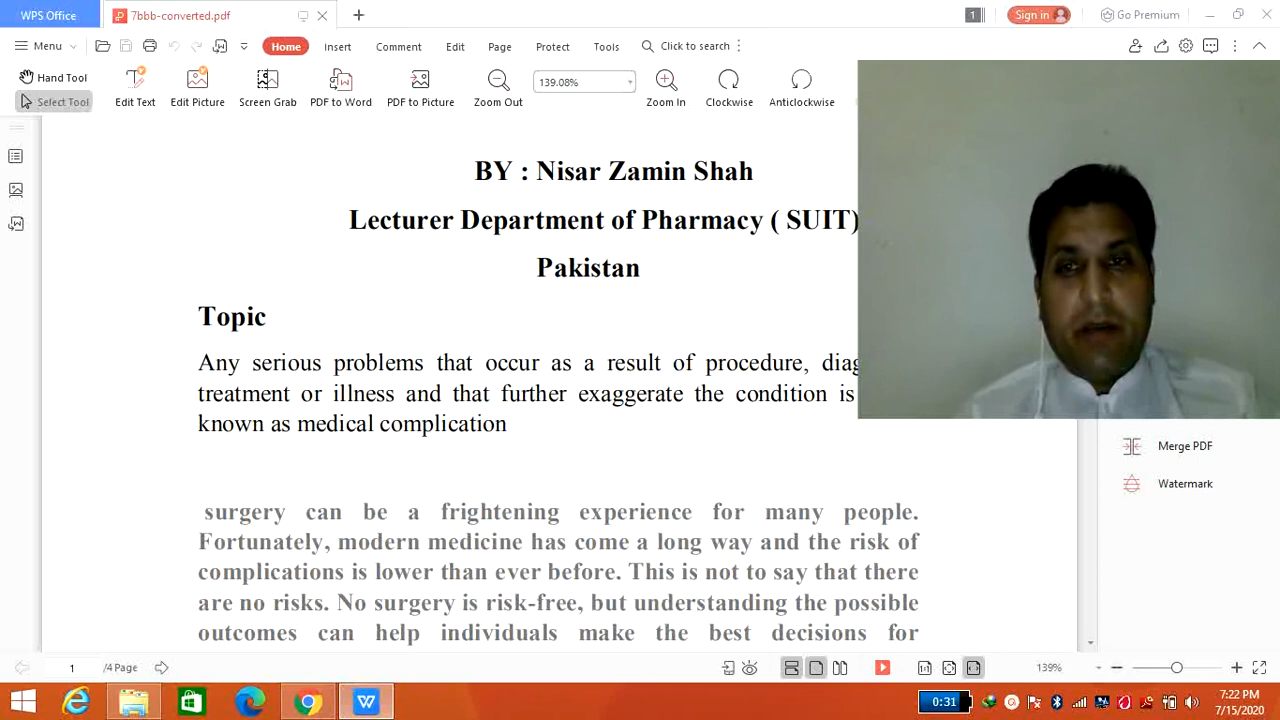 WPS Office
7bbb-converted.pdf
1
Sign in
Go Premium
Menu
Home
Insert
Comment
Edit
Page
Protect
Tools
Click to search
Hand Tool
Select Tool
Edit Text
Edit Picture
Screen Grab
PDF to Word
PDF to Picture
Zoom Out
139.08%
Zoom In
Clockwise
Anticlockwise
BY : Nisar Zamin Shah
Lecturer Department of Pharmacy ( SUIT)
Pakistan
Topic
Any serious problems that occur as a result of procedure,
treatment or illness and that further exaggerate the condition is
known as medical complication
surgery can be a frightening experience for many people.
Fortunately, modern medicine has come a long way and the risk of
complications is lower than ever before. This is not to say that there
are no risks. No surgery is risk-free, but understanding the possible
outcomes can help individuals make the best decisions for
Merge PDF
Watermark
1 /4 Page
139%
0:31
7:22 PM
7/15/2020